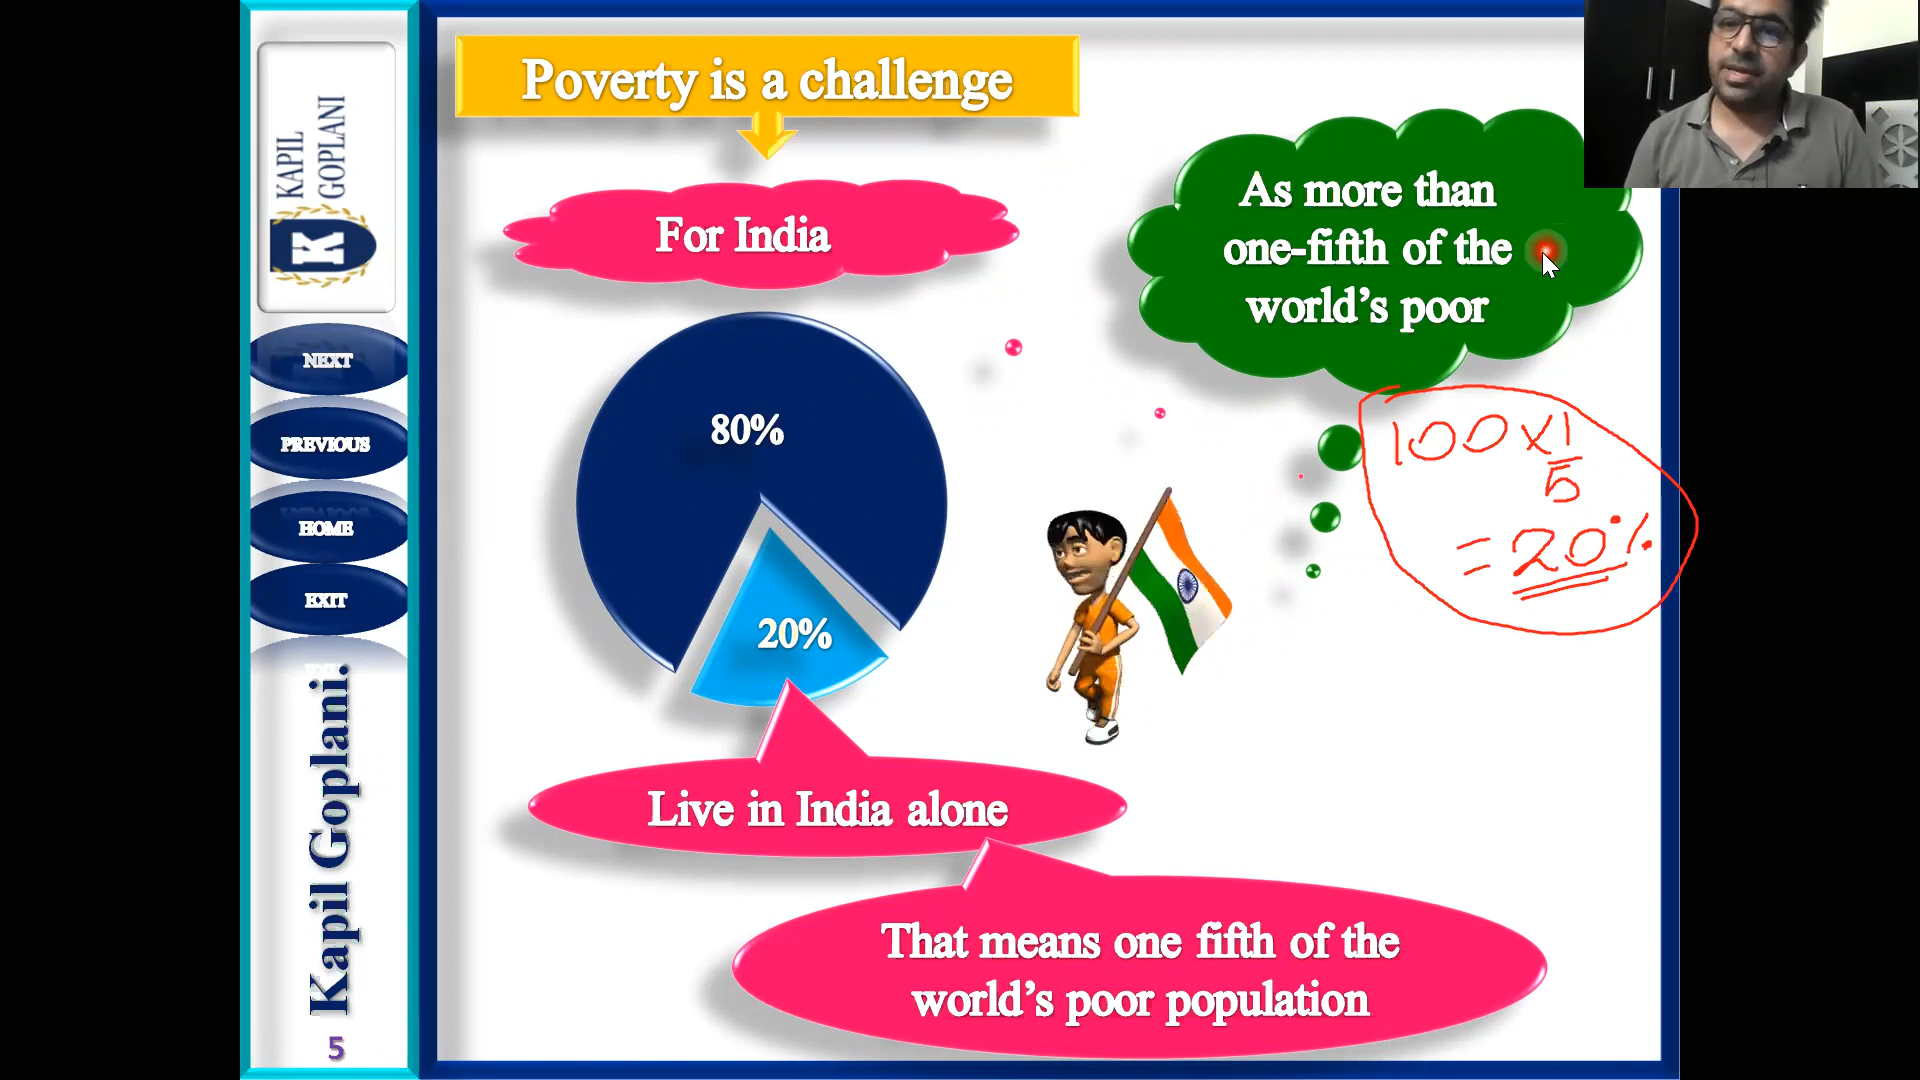 KAPIL
GOPLANI
K
NEXT
PREVIOUS
HOME
EXIT
Kapil Goplani.
5
Poverty is a challenge
For India
80%
20%
Live in India alone
That means one fifth of the
world’s poor population
As more than
one-fifth of the
world’s poor
100 x 1
5
= 20%